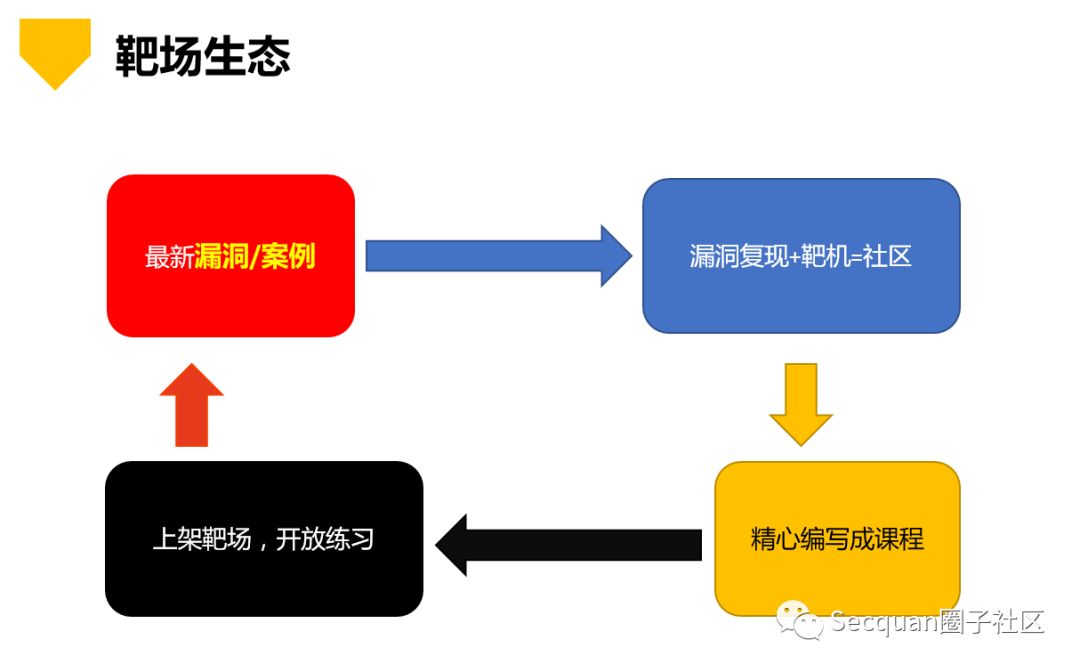 靶场生态
最新漏洞/案例
漏洞复现+靶机=社区
上架靶场，开放练习
精心编写成课程
Secquan圈子社区